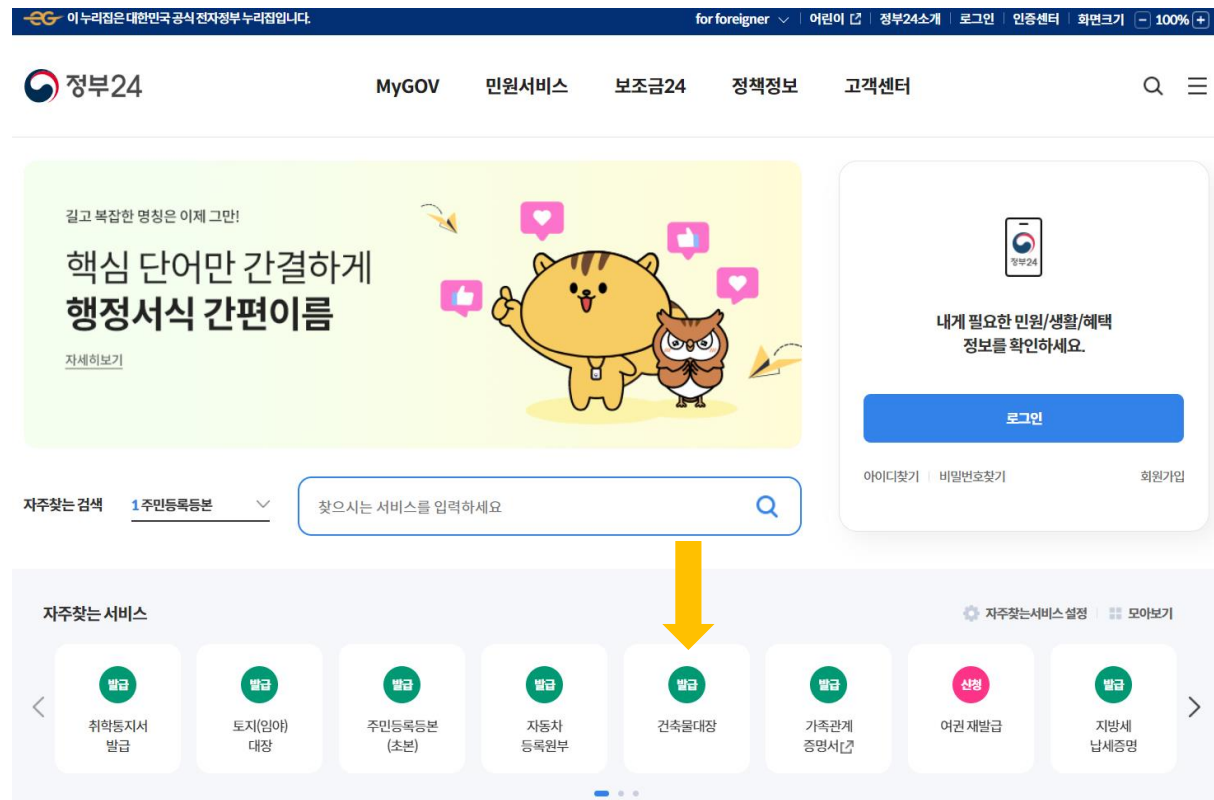 이 누리집은 대한민국 공식 전자정부 누리집입니다.
for foreigner 어린이 정부24소개 로그인 인증센터 화면크기 100%
정부24
MyGOV 민원서비스 보조금24 정책정보 고객센터
길고 복잡한 명칭은 이제 그만!
핵심 단어만 간결하게
행정서식 간편이름
자세히보기
정부24
내게 필요한 민원/생활/혜택
정보를 확인하세요.
로그인
아이디찾기 비밀번호찾기 회원가입
자주찾는 검색 1 주민등록등본
찾으시는 서비스를 입력하세요
자주찾는 서비스
자주찾는서비스 설정 모아보기
발급
취학통지서
발급
발급
토지(임야)
대장
발급
주민등록등본
(초본)
발급
자동차
등록원부
발급
건축물대장
발급
가족관계
증명서
신청
여권 재발급
발급
지방세
납세증명